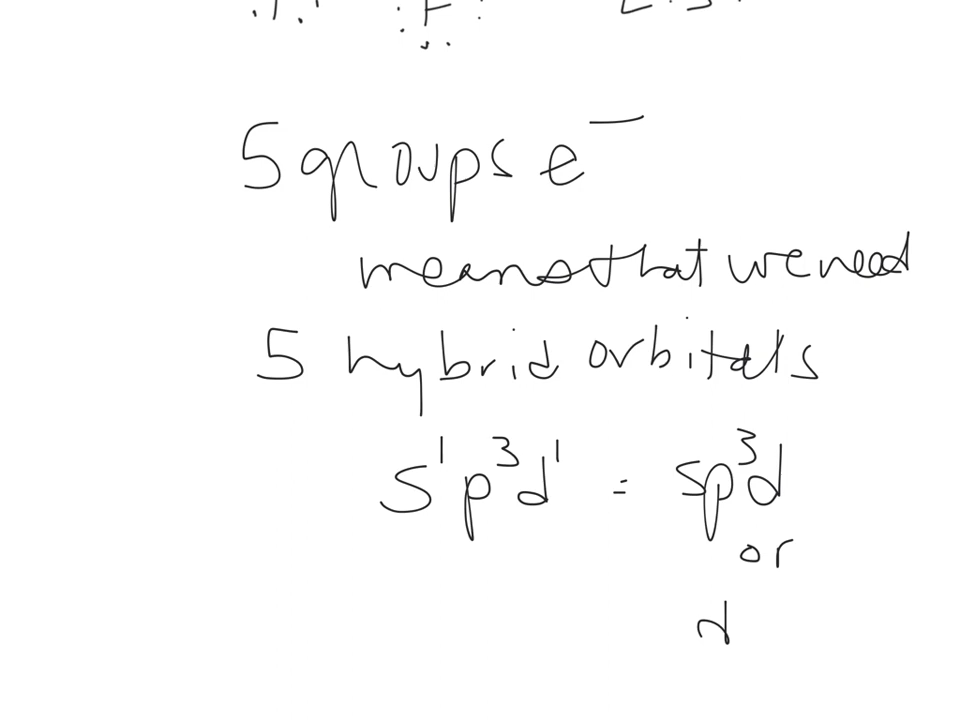 5 groups e⁻
means that we need
5 hybrid orbitals
s¹p³d¹ = sp³d
or
d